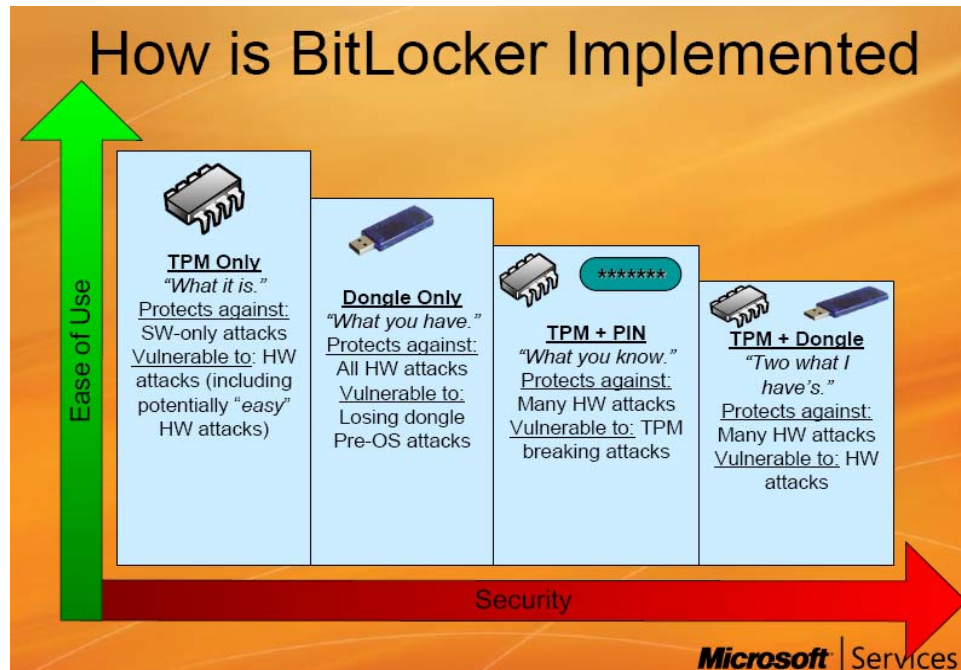 How is BitLocker Implemented
Ease of Use
TPM Only
“What it is.”
Protects against:
SW-only attacks
Vulnerable to: HW
attacks (including
potentially “easy”
HW attacks)
Dongle Only
“What you have.”
Protects against:
All HW attacks
Vulnerable to:
Losing dongle
Pre-OS attacks
*******
TPM + PIN
“What you know.”
Protects against:
Many HW attacks
Vulnerable to: TPM
breaking attacks
TPM + Dongle
“Two what I
have’s.”
Protects against:
Many HW attacks
Vulnerable to: HW
attacks
Security
Microsoft | Services